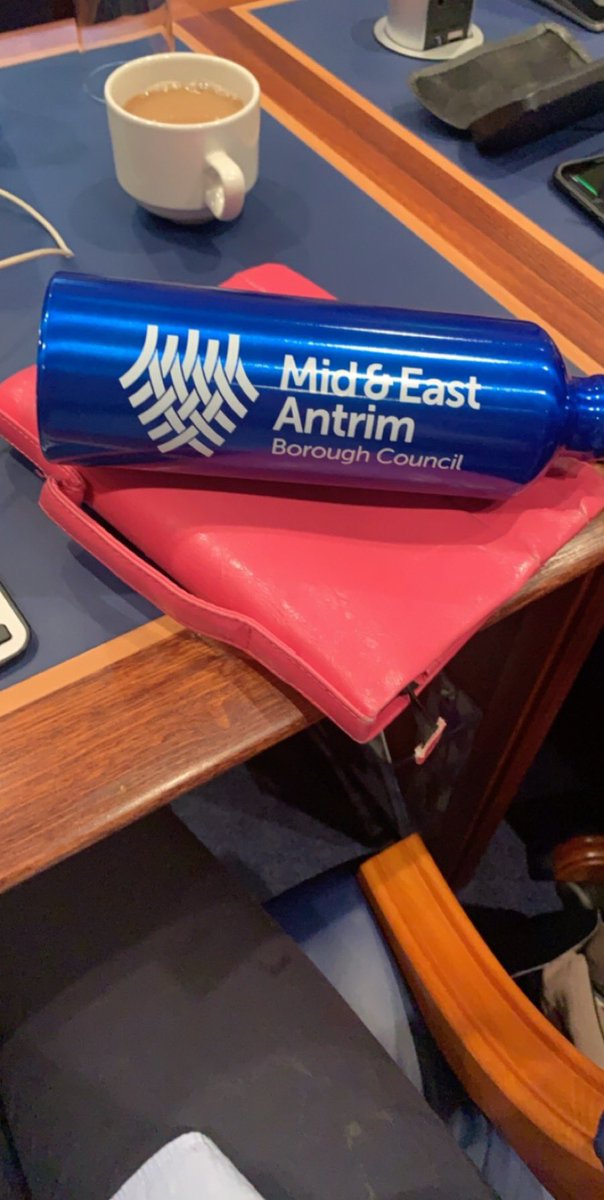 Mid & East
Antrim
Borough Council